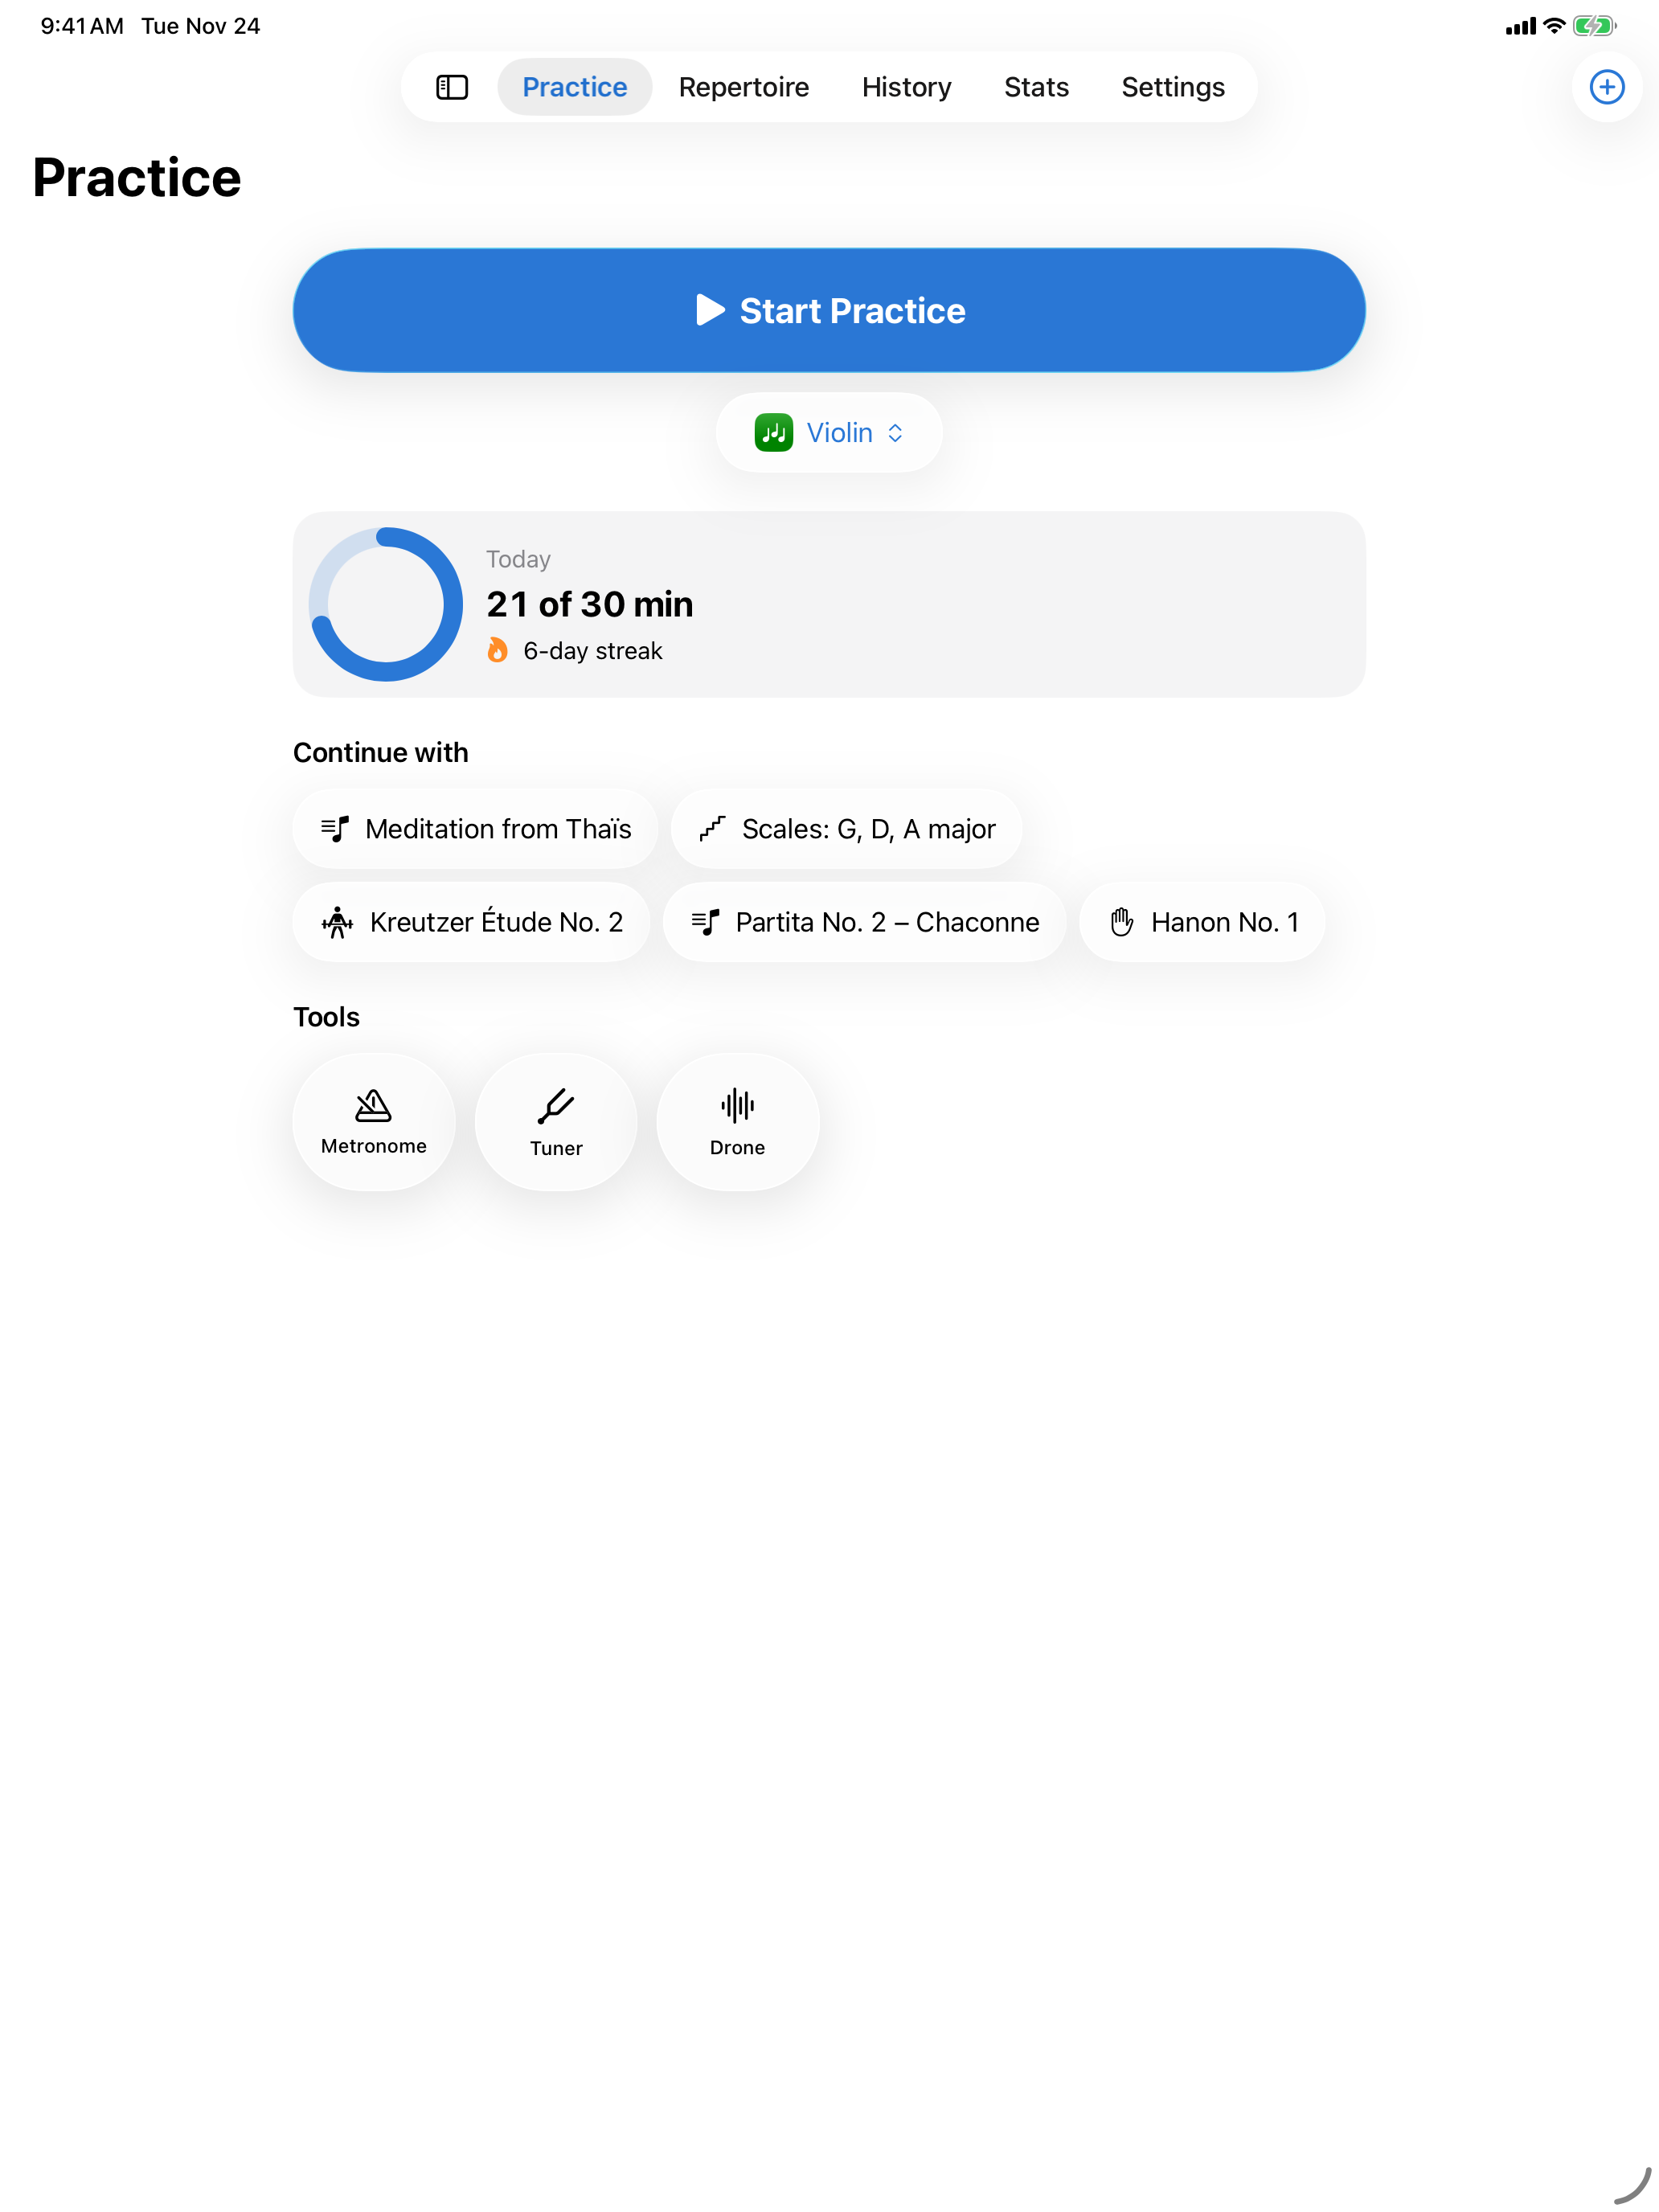 9:41 AM Tue Nov 24
Practice Repertoire History Stats Settings
Practice
Start Practice
Violin
Today
21 of 30 min
6-day streak
Continue with
Meditation from Thaïs Scales: G, D, A major
Kreutzer Étude No. 2 Partita No. 2 – Chaconne Hanon No. 1
Tools
Metronome Tuner Drone